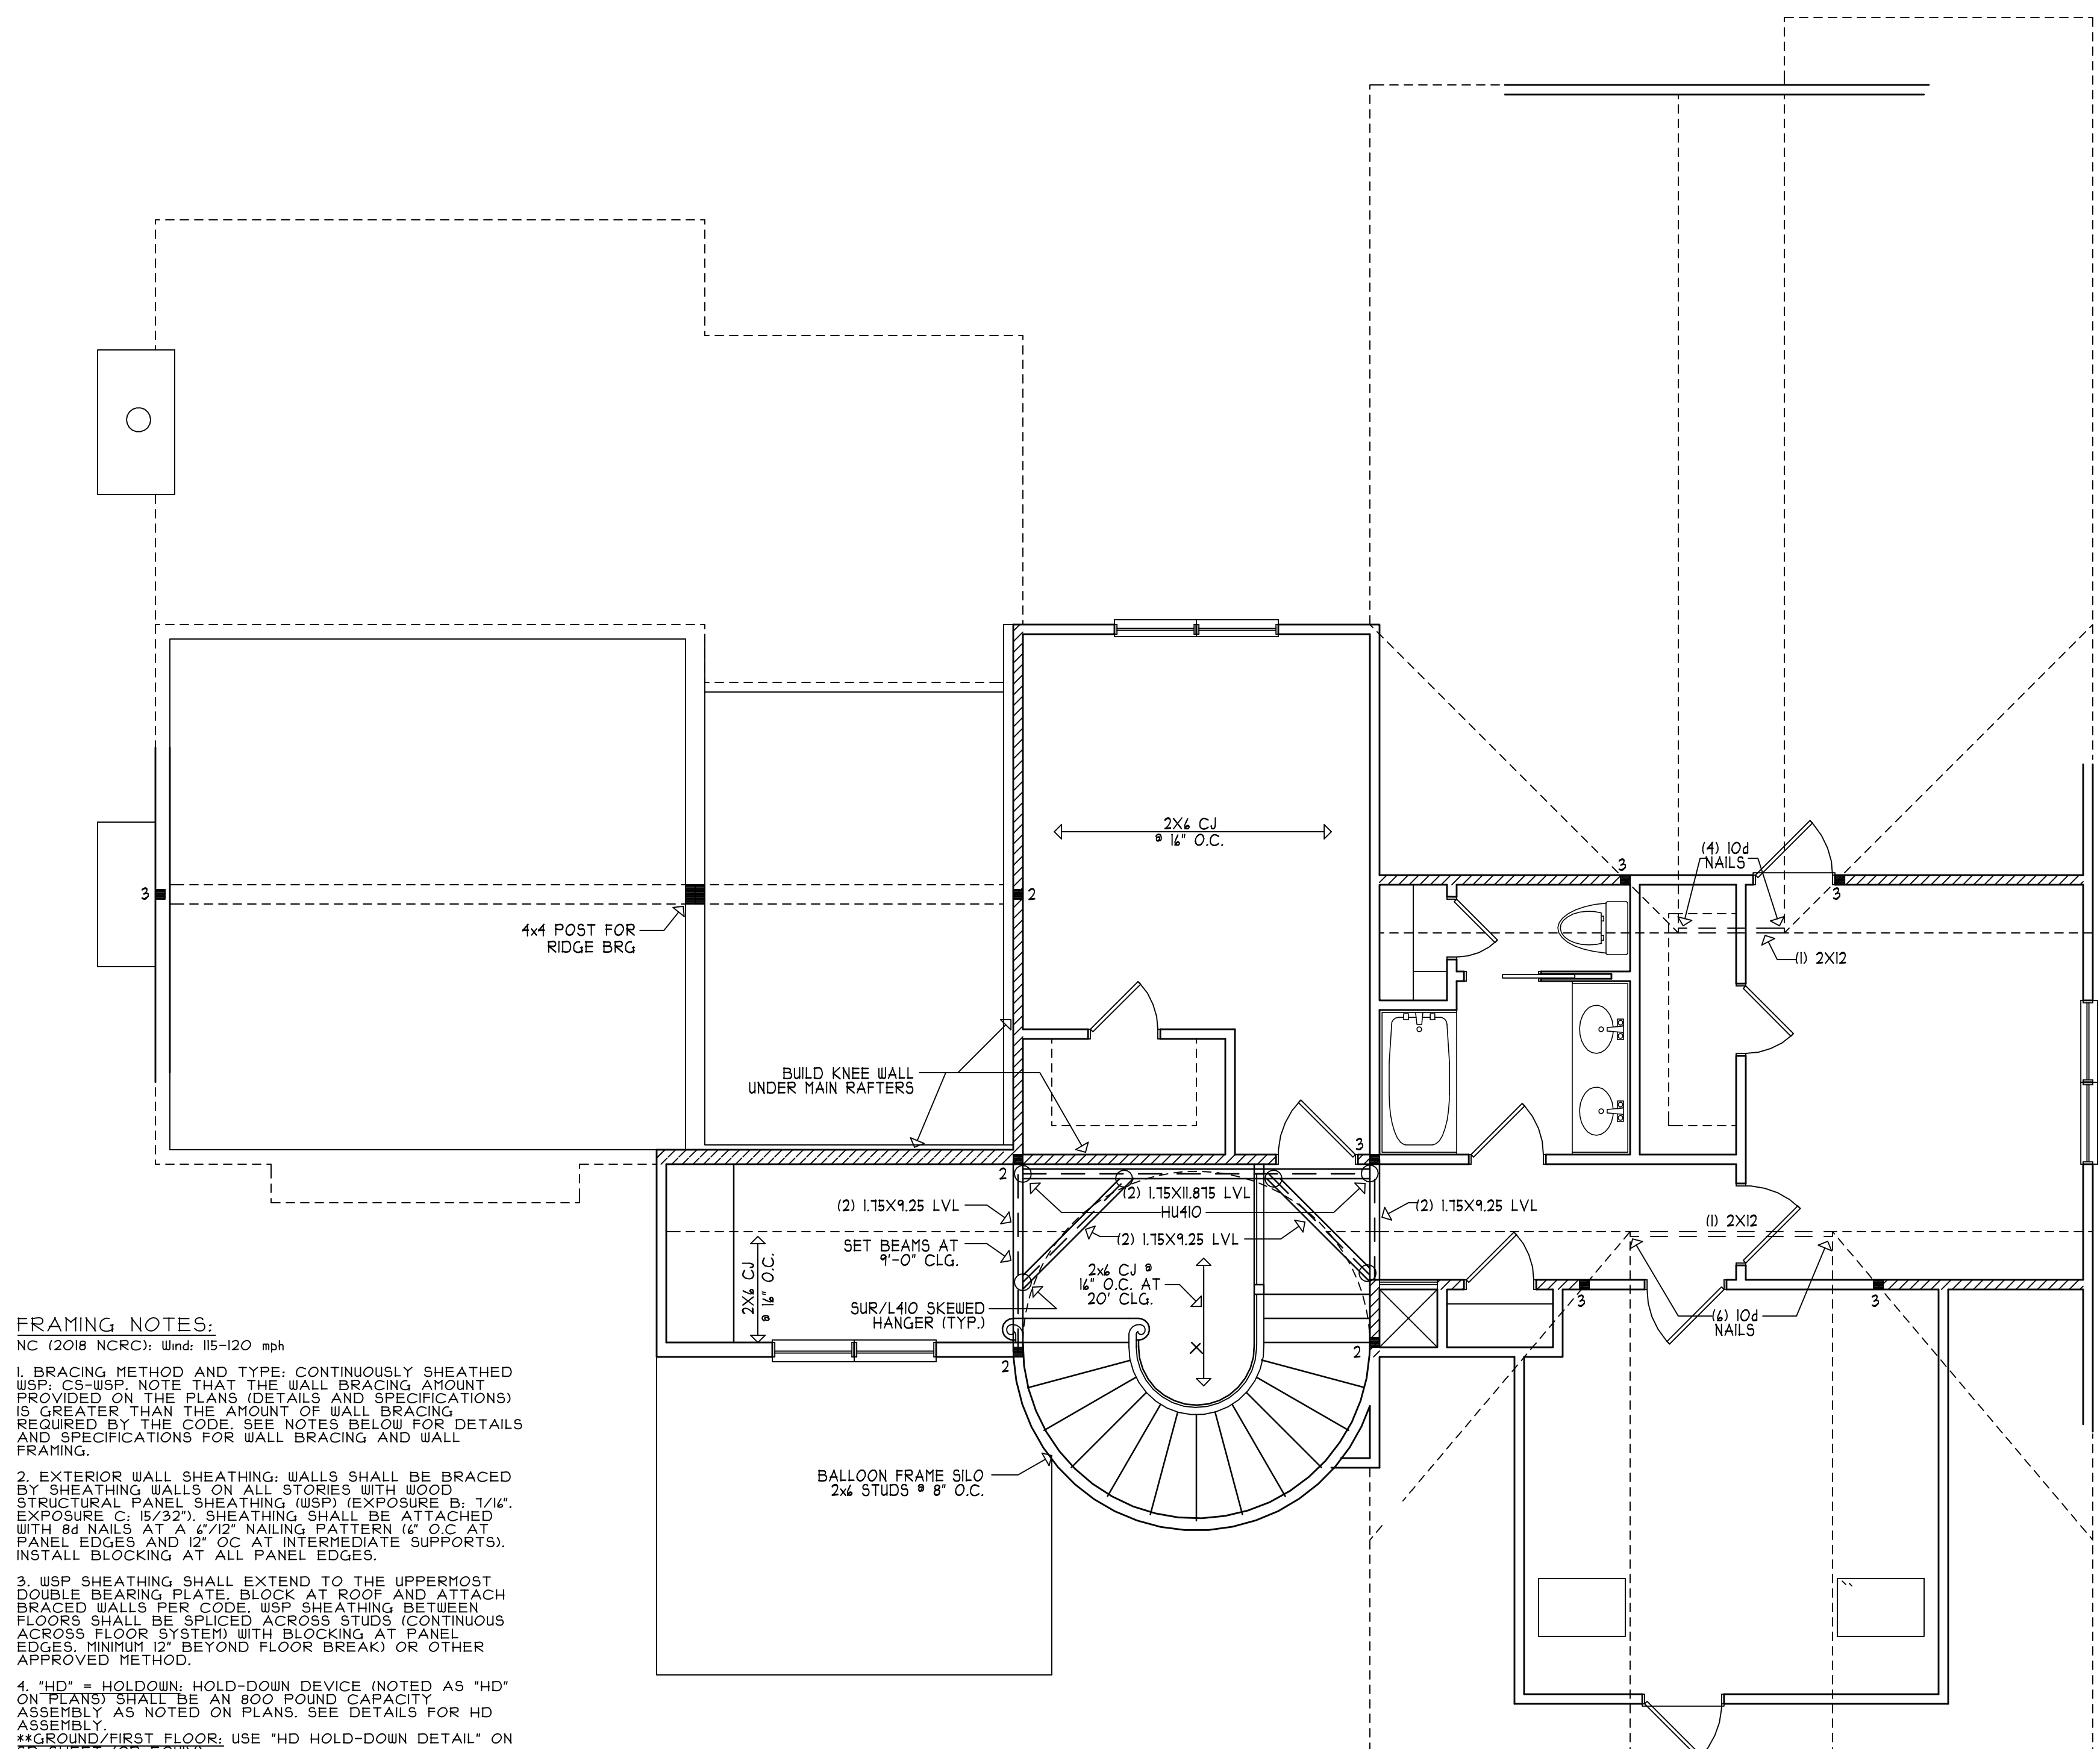 (4) 10d
NAILS
3
3
(1) 2X12
2X6 CJ
@ 16" O.C.
3
2
4x4 POST FOR
RIDGE BRG
BUILD KNEE WALL
UNDER MAIN RAFTERS
3
2
(2) 1.75X11.875 LVL
HU410
(2) 1.75X9.25 LVL
(2) 1.75X9.25 LVL
(2) 1.75X9.25 LVL
(1) 2X12
SET BEAMS AT
9'-0" CLG.
2X6 CJ
@ 16" O.C.
2x6 CJ @
16" O.C. AT
20' CLG.
SUR/L410 SKEWED
HANGER (TYP.)
3
3
(6) 10d
NAILS
X
2
2
BALLOON FRAME SILO
2x6 STUDS @ 8" O.C.
FRAMING NOTES:
NC (2018 NCRC): Wind: 115-120 mph
1. BRACING METHOD AND TYPE: CONTINUOUSLY SHEATHED
WSP: CS-WSP. NOTE THAT THE WALL BRACING AMOUNT
PROVIDED ON THE PLANS (DETAILS AND SPECIFICATIONS)
IS GREATER THAN THE AMOUNT OF WALL BRACING
REQUIRED BY THE CODE. SEE NOTES BELOW FOR DETAILS
AND SPECIFICATIONS FOR WALL BRACING AND WALL
FRAMING.
2. EXTERIOR WALL SHEATHING: WALLS SHALL BE BRACED
BY SHEATHING WALLS ON ALL STORIES WITH WOOD
STRUCTURAL PANEL SHEATHING (WSP) (EXPOSURE B: 7/16".
EXPOSURE C: 15/32"). SHEATHING SHALL BE ATTACHED
WITH 8d NAILS AT A 6"/12" NAILING PATTERN (6" O.C AT
PANEL EDGES AND 12" OC AT INTERMEDIATE SUPPORTS).
INSTALL BLOCKING AT ALL PANEL EDGES.
3. WSP SHEATHING SHALL EXTEND TO THE UPPERMOST
DOUBLE BEARING PLATE. BLOCK AT ROOF AND ATTACH
BRACED WALLS PER CODE. WSP SHEATHING BETWEEN
FLOORS SHALL BE SPLICED ACROSS STUDS (CONTINUOUS
ACROSS FLOOR SYSTEM) WITH BLOCKING AT PANEL
EDGES. MINIMUM 12" BEYOND FLOOR BREAK) OR OTHER
APPROVED METHOD.
4. "HD" = HOLDOWN: HOLD-DOWN DEVICE (NOTED AS "HD"
ON PLANS) SHALL BE AN 800 POUND CAPACITY
ASSEMBLY AS NOTED ON PLANS. SEE DETAILS FOR HD
ASSEMBLY.
**GROUND/FIRST FLOOR: USE "HD HOLD-DOWN DETAIL" ON